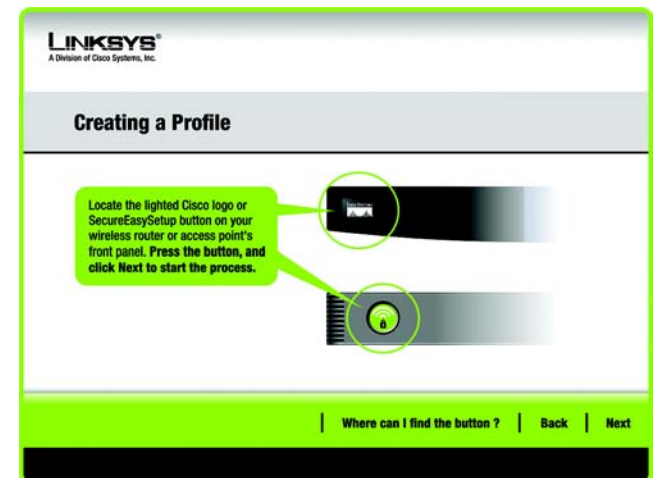 LINKSYS®
A Division of Cisco Systems, Inc.
Creating a Profile
Locate the lighted Cisco logo or
SecureEasySetup button on your
wireless router or access point's
front panel. Press the button, and
click Next to start the process.
Where can I find the button ? | Back | Next